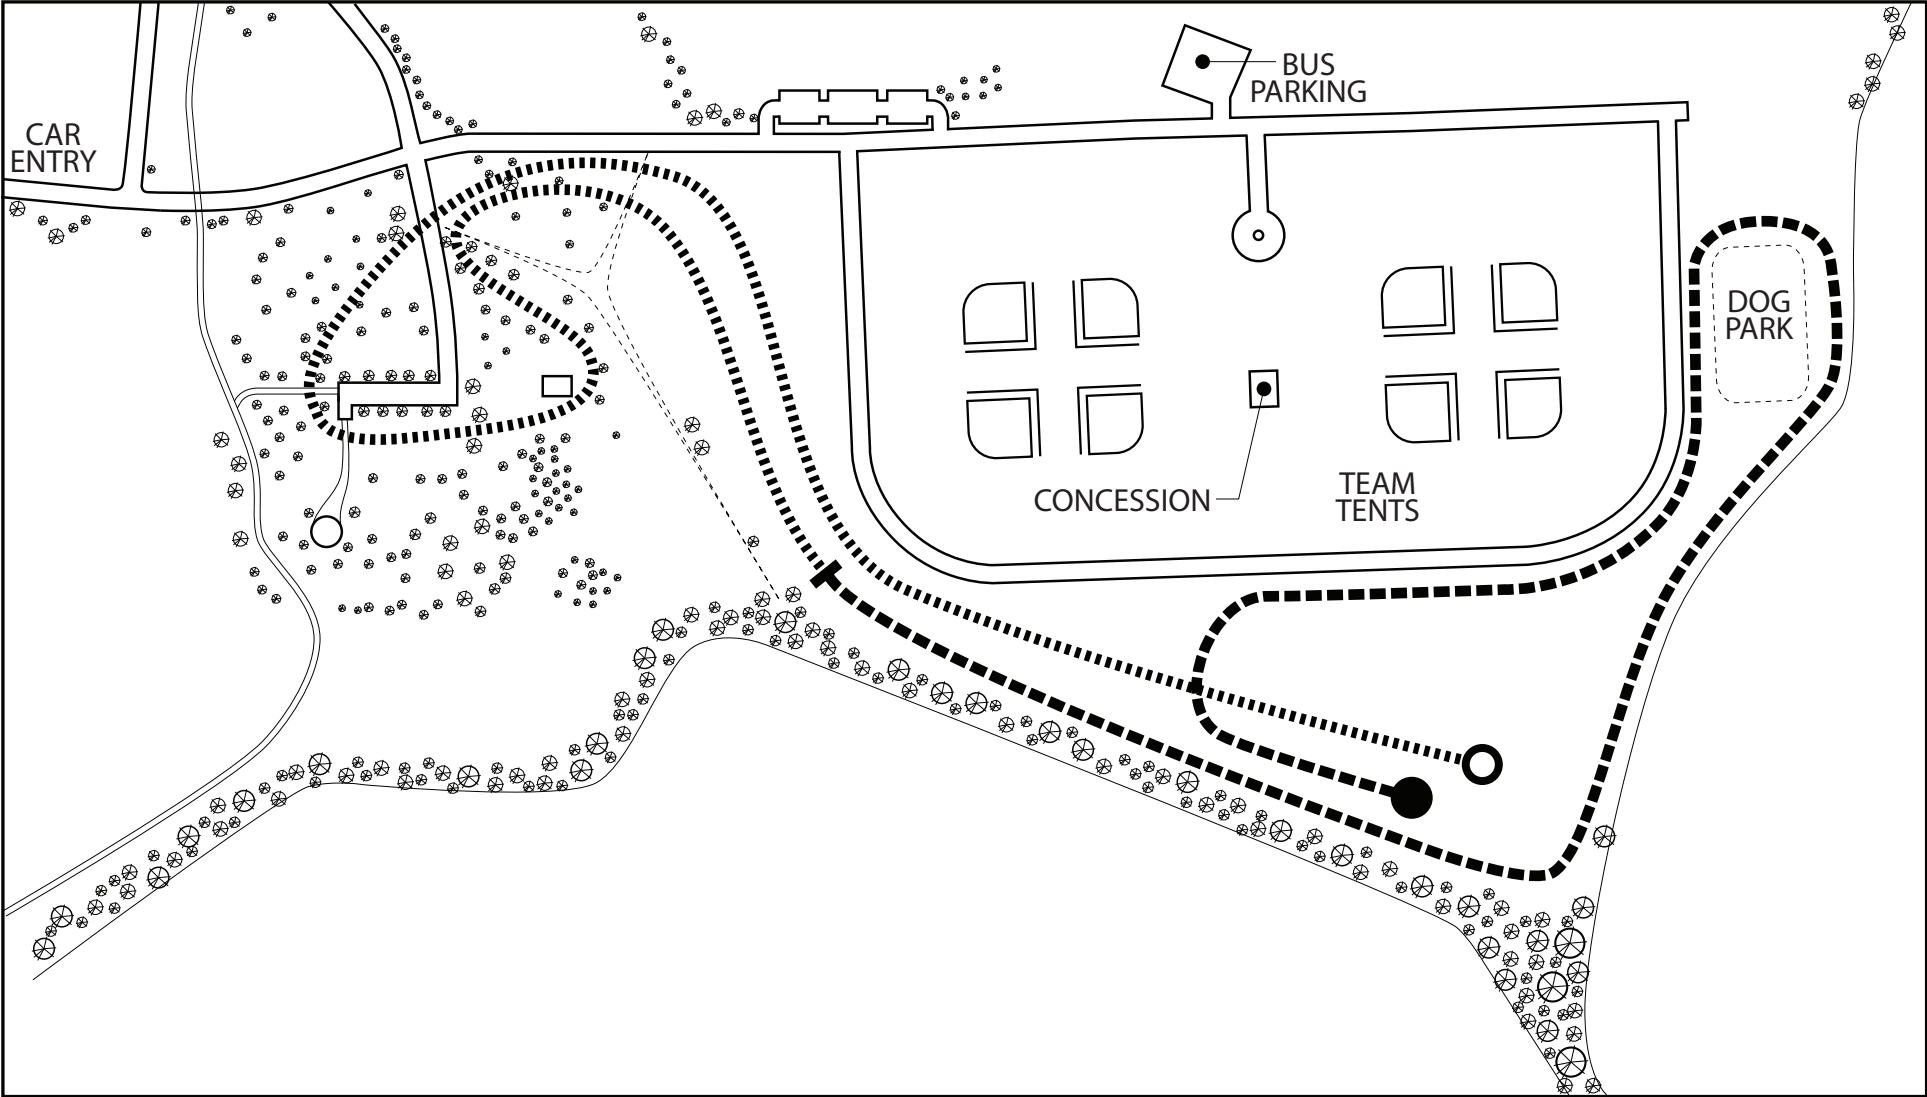 BUS
PARKING
CAR
ENTRY
DOG
PARK
CONCESSION
TEAM
TENTS